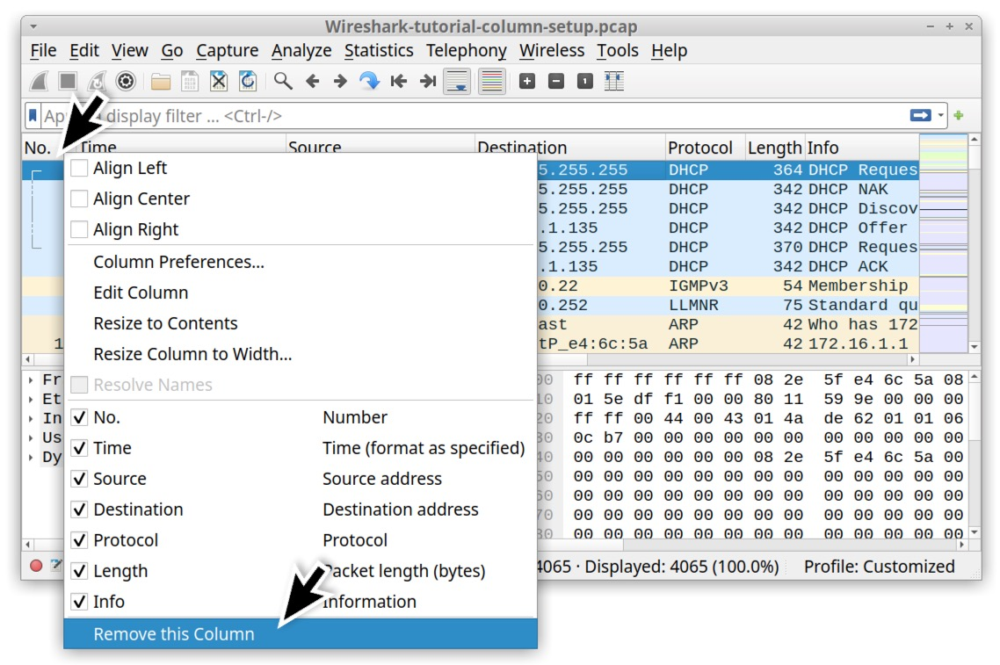 Wireshark-tutorial-column-setup.pcap
File Edit View Go Capture Analyze Statistics Telephony Wireless Tools Help
display filter ... <Ctrl-/>
No. Time Source Destination Protocol Length Info
5.255.255 DHCP 364 DHCP Reques
5.255.255 DHCP 342 DHCP NAK
5.255.255 DHCP 342 DHCP Discov
.1.135 DHCP 342 DHCP Offer
5.255.255 DHCP 370 DHCP Reques
.1.135 DHCP 342 DHCP ACK
0.22 IGMPv3 54 Membership
0.252 LLMNR 75 Standard qu
ast ARP 42 Who has 172
1 tP_e4:6c:5a ARP 42 172.16.1.1
Align Left
Align Center
Align Right
Column Preferences...
Edit Column
Resize to Contents
Resize Column to Width...
Resolve Names
No. Number
Time Time (format as specified)
Source Source address
Destination Destination address
Protocol Protocol
Length Packet length (bytes)
Info Information
Remove this Column
Fr
Et
In
Us
Dy
00 ff ff ff ff ff ff 08 2e 5f e4 6c 5a 08
10 01 5e df f1 00 00 80 11 59 9e 00 00 00
20 ff ff 00 44 00 43 01 4a de 62 01 01 06
30 0c b7 00 00 00 00 00 00 00 00 00 00 00
40 00 00 00 00 00 00 08 2e 5f e4 6c 5a 00
50 00 00 00 00 00 00 00 00 00 00 00 00 00
60 00 00 00 00 00 00 00 00 00 00 00 00 00
70 00 00 00 00 00 00 00 00 00 00 00 00 00
80 00 00 00 00 00 00 00 00 00 00 00 00 00
4065 · Displayed: 4065 (100.0%) Profile: Customized